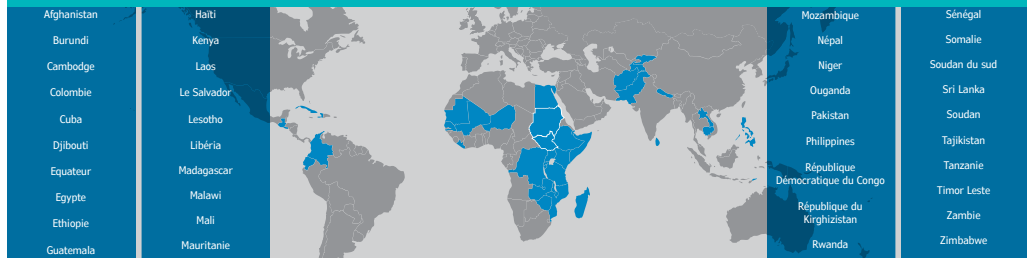 Afghanistan
Burundi
Cambodge
Colombie
Cuba
Djibouti
Equateur
Egypte
Ethiopie
Guatemala
Haïti
Kenya
Laos
Le Salvador
Lesotho
Libéria
Madagascar
Malawi
Mali
Mauritanie
Mozambique
Népal
Niger
Ouganda
Pakistan
Philippines
République
Démocratique du Congo
République du
Kirghizistan
Rwanda
Sénégal
Somalie
Soudan du sud
Sri Lanka
Soudan
Tajikistan
Tanzanie
Timor Leste
Zambie
Zimbabwe